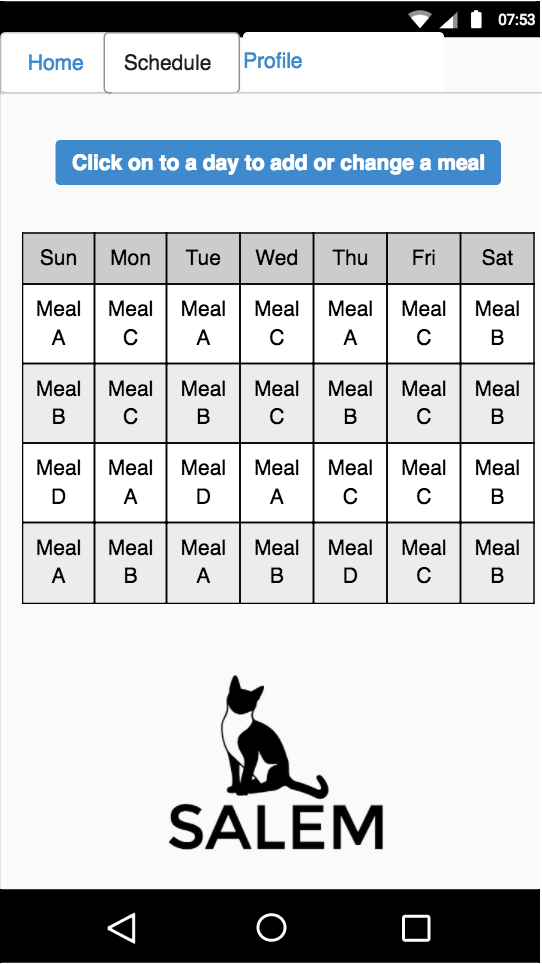 07:53
Home Schedule Profile
Click on to a day to add or change a meal
Sun Mon Tue Wed Thu Fri Sat
Meal Meal Meal Meal Meal Meal Meal
A C A C A C B
Meal Meal Meal Meal Meal Meal Meal
B C B C B C B
Meal Meal Meal Meal Meal Meal Meal
D A D A C C B
Meal Meal Meal Meal Meal Meal Meal
A B A B D C B
SALEM